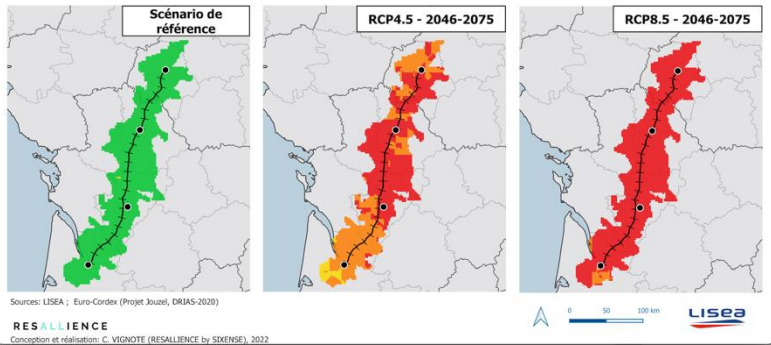 Scénario de
référence
RCP4.5 - 2046-2075
RCP8.5 - 2046-2075
Sources: LISEA ; Euro-Cordex (Projet Jouzel, DRIAS-2020)
RESALLIENCE
Conception et réalisation: C. VIGNOTE (RESALLIENCE by SIXENSE), 2022
0 50 100 km
LISEA